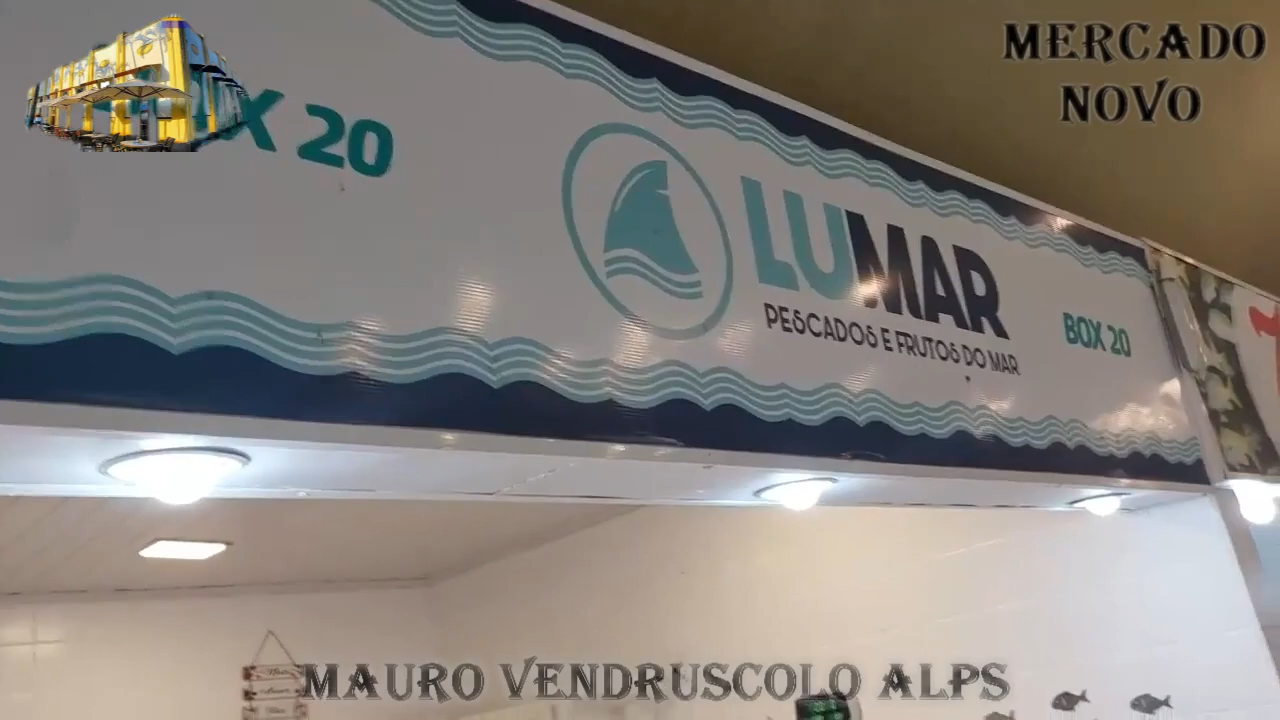 MERCADO
NOVO
BOX 20
LUMAR
PESCADOS E FRUTOS DO MAR
BOX 20
MAURO VENDRUSCOLO ALPS